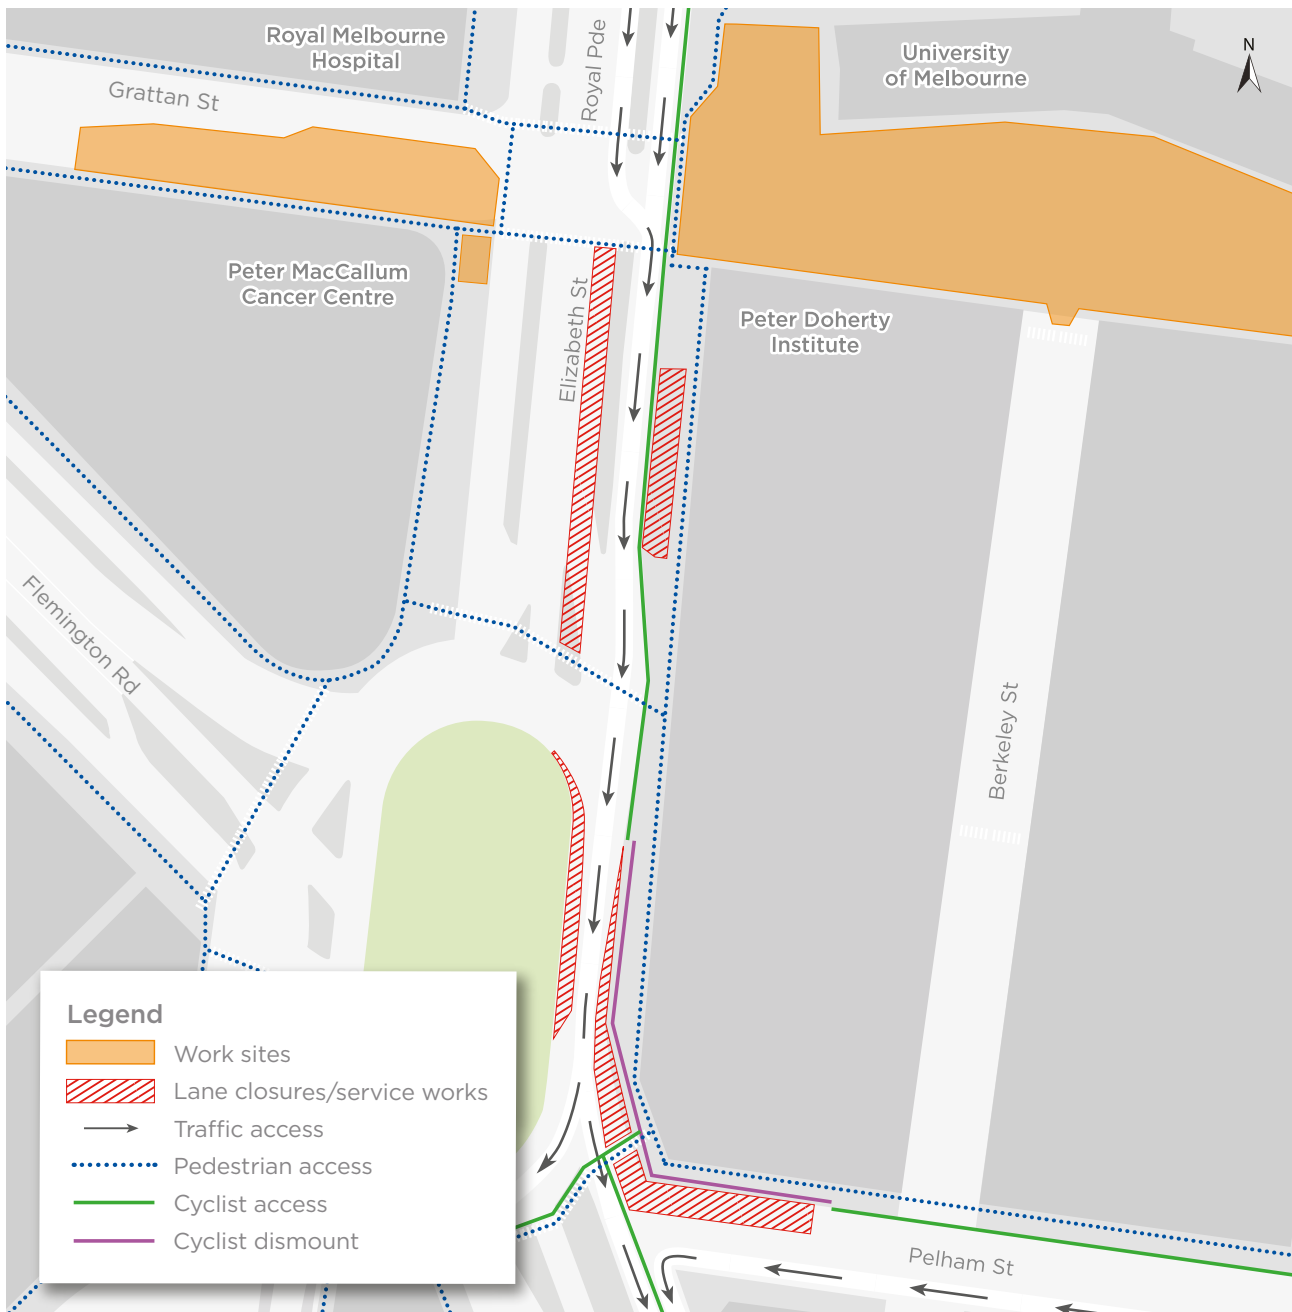 Royal Melbourne
Hospital
Royal Pde
University
of Melbourne
N
Grattan St
Peter MacCallum
Cancer Centre
Elizabeth St
Peter Doherty
Institute
Flemington Rd
Berkeley St
Legend
Work sites
Lane closures/service works
Traffic access
Pedestrian access
Cyclist access
Cyclist dismount
Pelham St